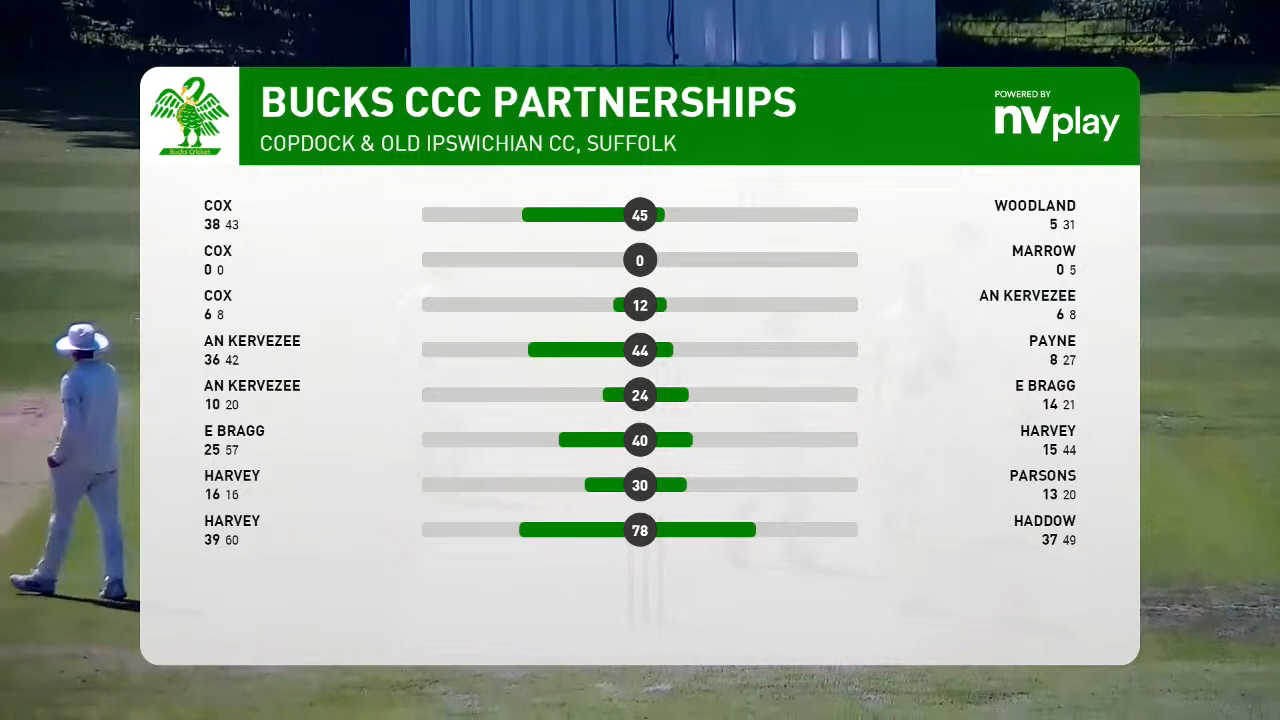 BUCKS CCC PARTNERSHIPS
COPDOCK & OLD IPSWICHIAN CC, SUFFOLK
POWERED BY
nvplay
Bucks Cricket
COX 45 WOODLAND
38 43 5 31
COX 0 MARROW
0 0 0 5
COX 12 AN KERVEZEE
6 8 6 8
AN KERVEZEE 44 PAYNE
36 42 8 27
AN KERVEZEE 24 E BRAGG
10 20 14 21
E BRAGG 40 HARVEY
25 57 15 44
HARVEY 30 PARSONS
16 16 13 20
HARVEY 78 HADDOW
39 60 37 49